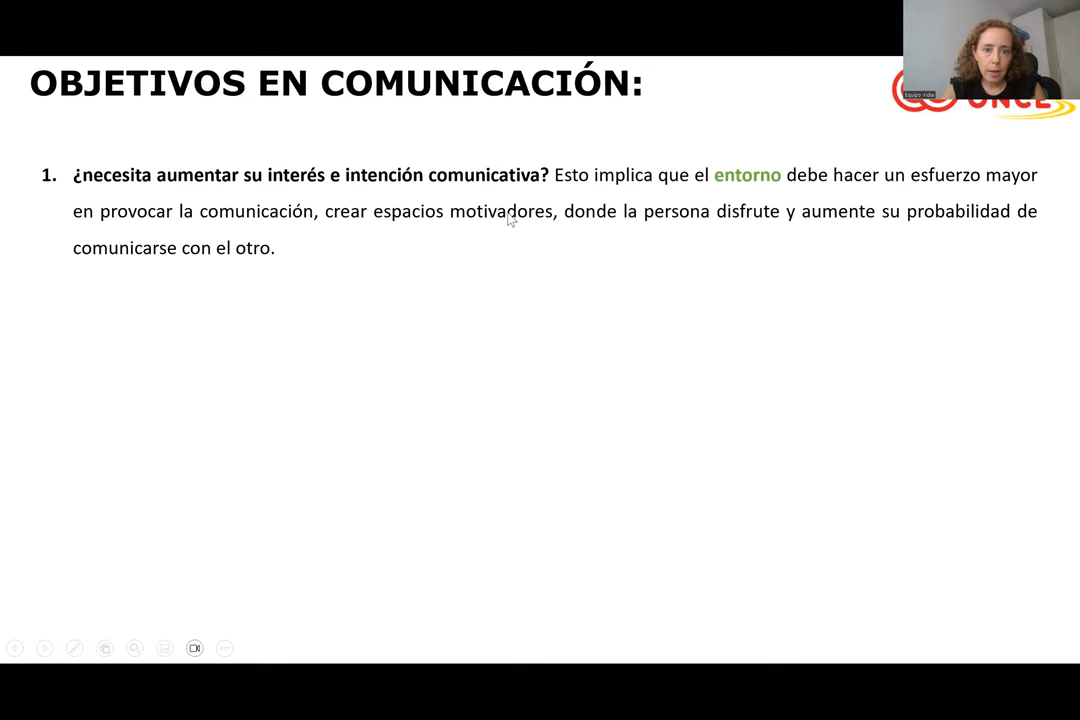 OBJETIVOS EN COMUNICACIÓN:
Equipo Iridia
ONCE
1. ¿necesita aumentar su interés e intención comunicativa? Esto implica que el entorno debe hacer un esfuerzo mayor
en provocar la comunicación, crear espacios motivadores, donde la persona disfrute y aumente su probabilidad de
comunicarse con el otro.